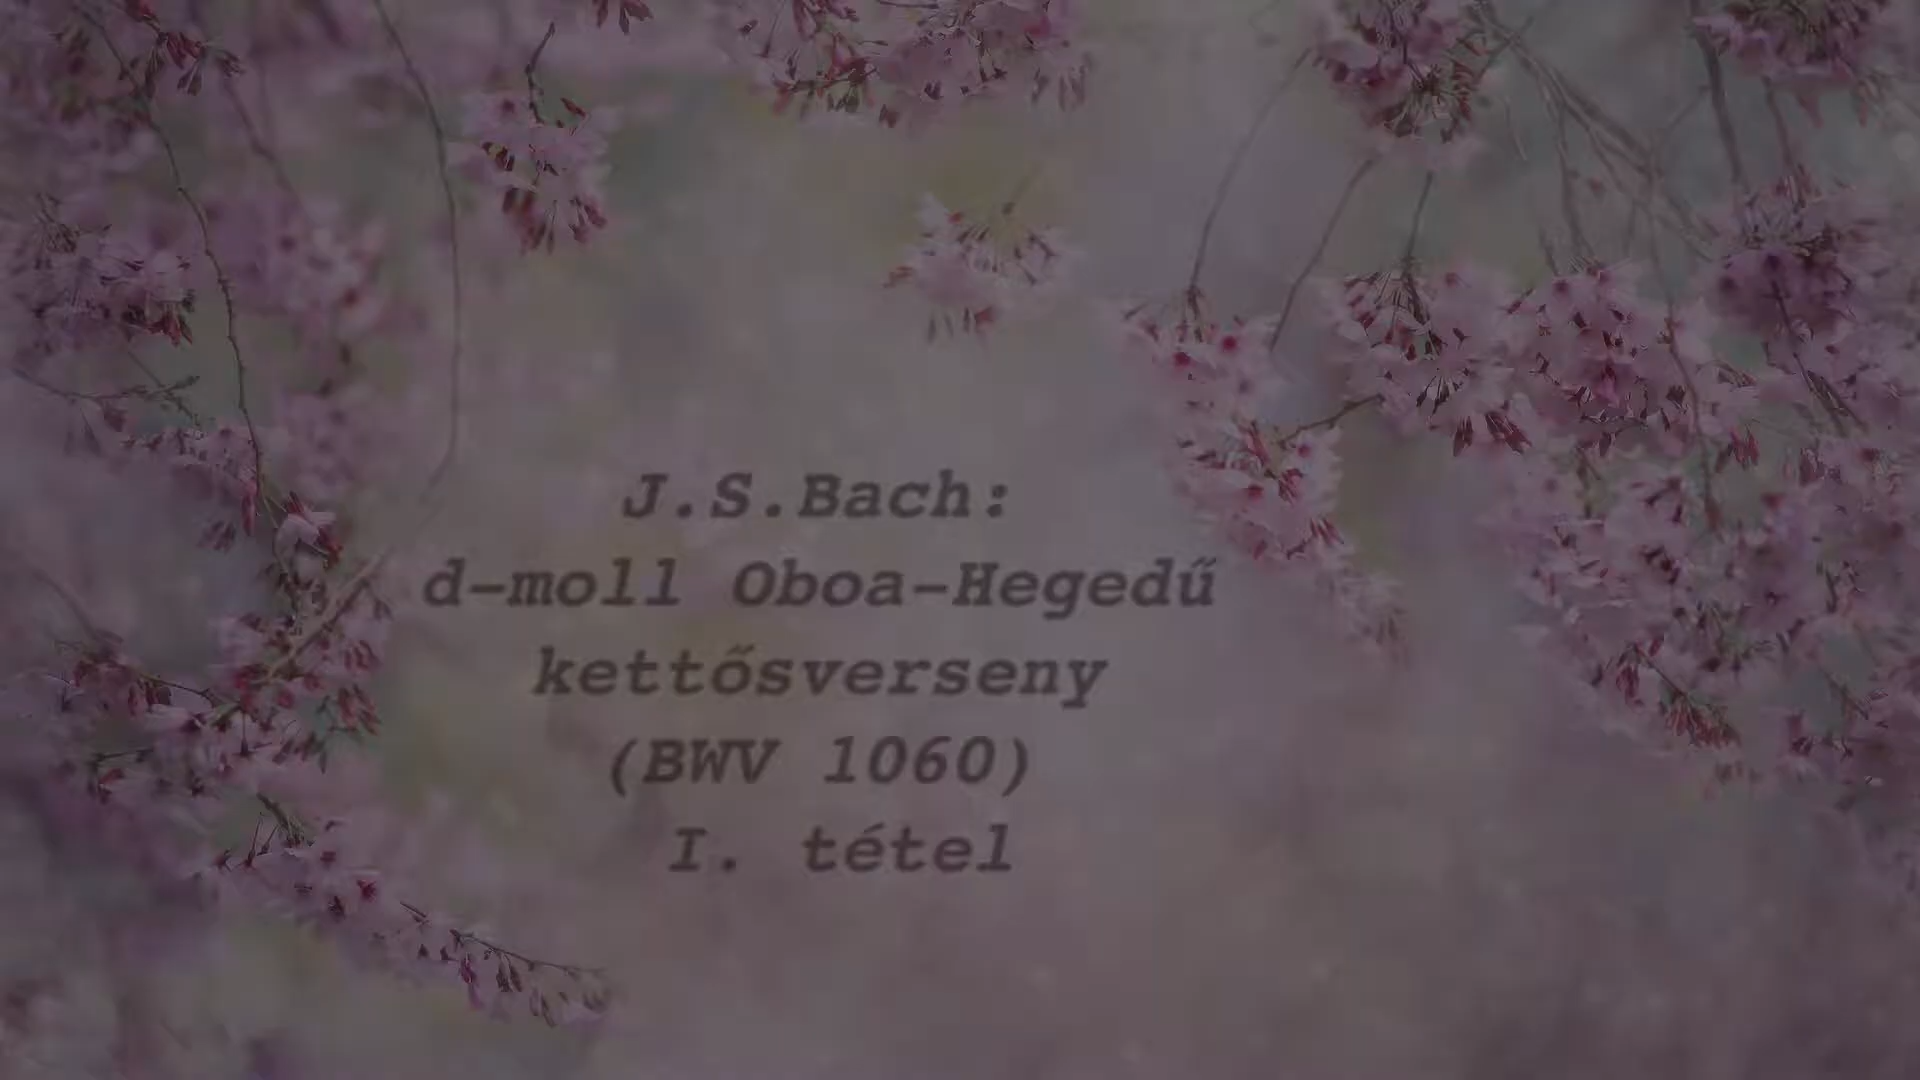 J.S.Bach:
d-moll Oboa-Hegedű
kettősverseny
(BWV 1060)
I. tétel